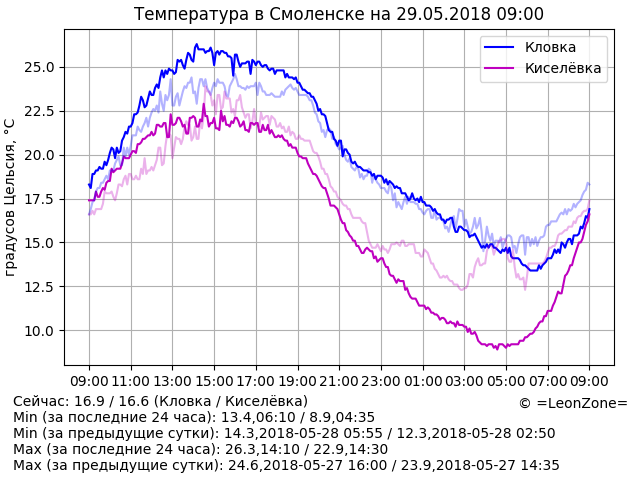 Температура в Смоленске на 29.05.2018 09:00
Кловка
Киселёвка
градусов Цельсия, °C
25.0
22.5
20.0
17.5
15.0
12.5
10.0
09:00 11:00 13:00 15:00 17:00 19:00 21:00 23:00 01:00 03:00 05:00 07:00 09:00
Сейчас: 16.9 / 16.6 (Кловка / Киселёвка)
© =LeonZone=
Min (за последние 24 часа): 13.4,06:10 / 8.9,04:35
Min (за предыдущие сутки): 14.3,2018-05-28 05:55 / 12.3,2018-05-28 02:50
Max (за последние 24 часа): 26.3,14:10 / 22.9,14:30
Max (за предыдущие сутки): 24.6,2018-05-27 16:00 / 23.9,2018-05-27 14:35